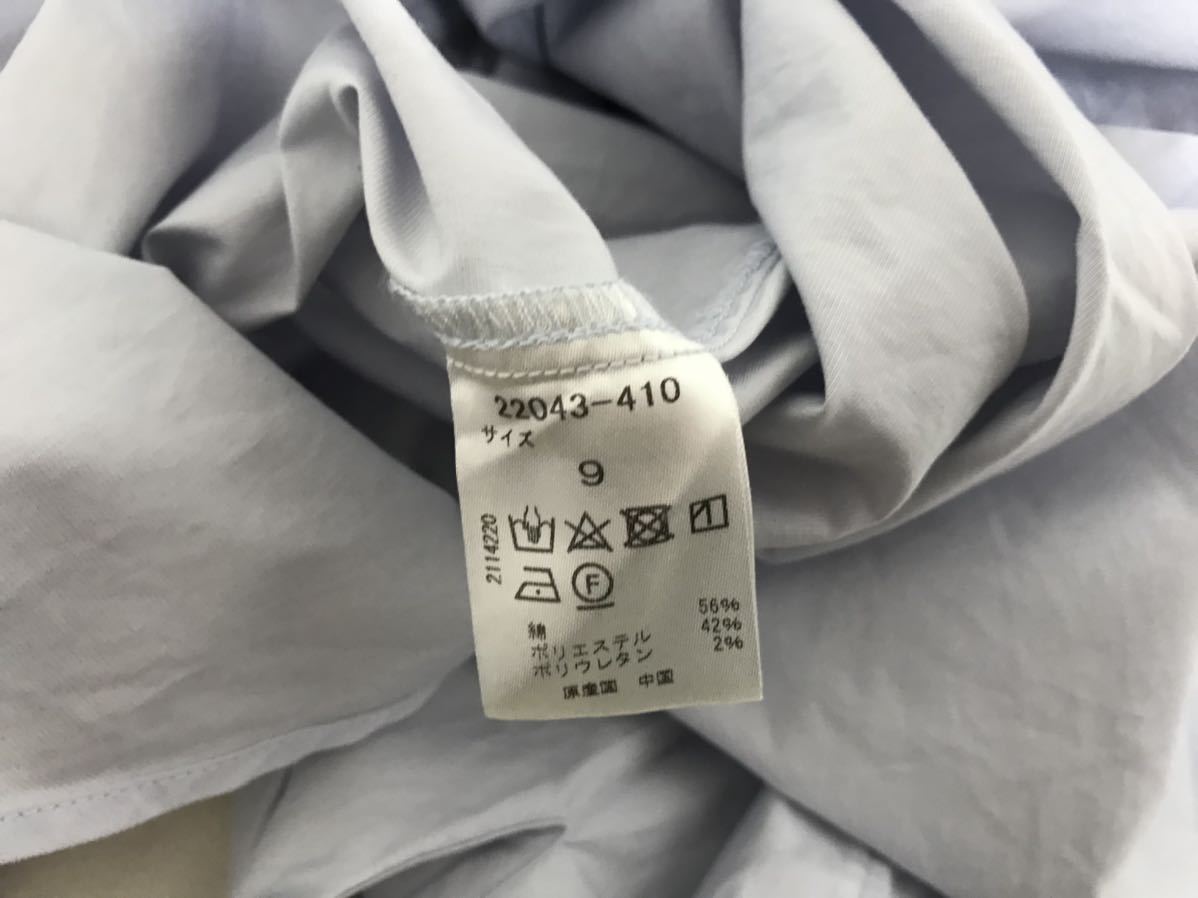 22043-410
サイズ
9
2114220
F
綿 56%
ポリエステル 42%
ポリウレタン 2%
原産国 中国